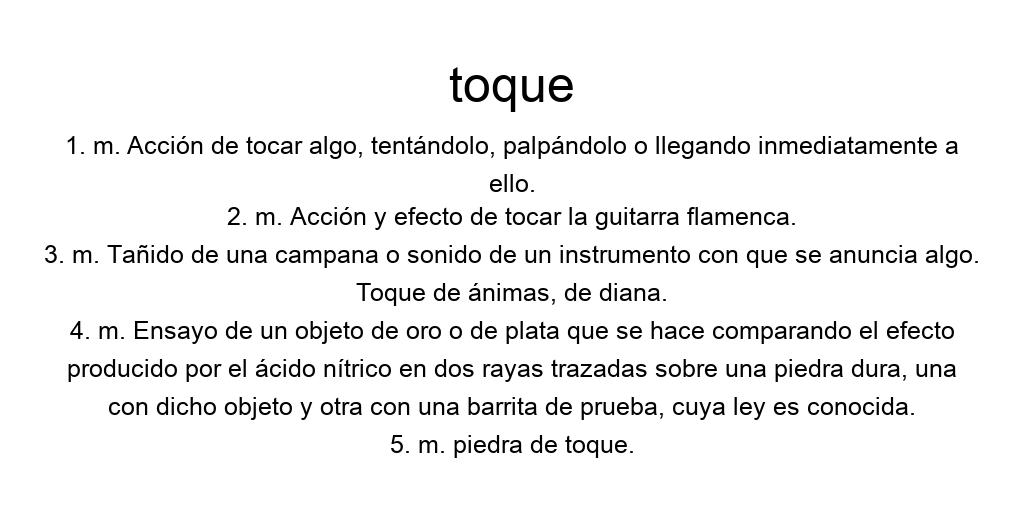 toque
1. m. Acción de tocar algo, tentándolo, palpándolo o llegando inmediatamente a
ello.
2. m. Acción y efecto de tocar la guitarra flamenca.
3. m. Tañido de una campana o sonido de un instrumento con que se anuncia algo.
Toque de ánimas, de diana.
4. m. Ensayo de un objeto de oro o de plata que se hace comparando el efecto
producido por el ácido nítrico en dos rayas trazadas sobre una piedra dura, una
con dicho objeto y otra con una barrita de prueba, cuya ley es conocida.
5. m. piedra de toque.